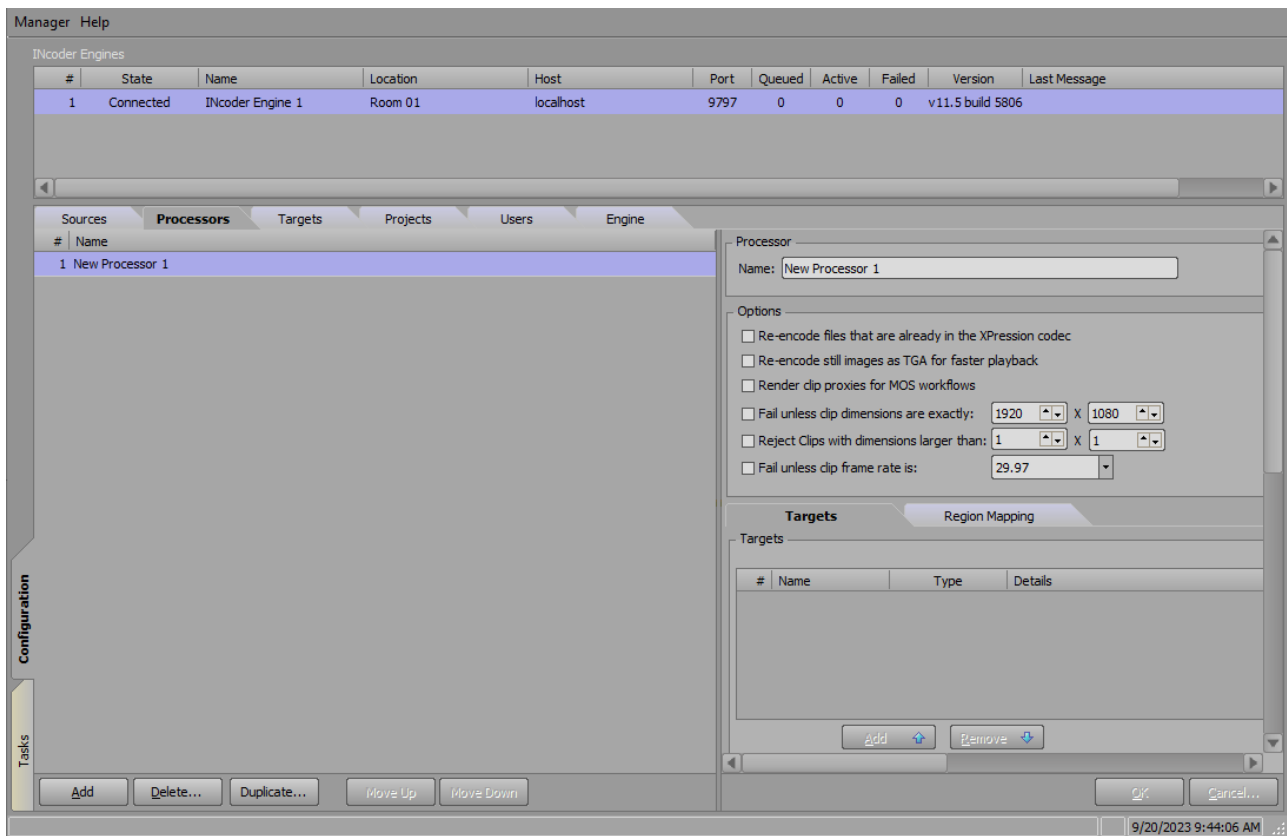 Manager Help
INcoder Engines
# State Name Location Host Port Queued Active Failed Version Last Message
1 Connected INcoder Engine 1 Room 01 localhost 9797 0 0 0 v11.5 build 5806
Sources Processors Targets Projects Users Engine
# Name
1 New Processor 1
Processor
Name: New Processor 1
Options
Re-encode files that are already in the XPression codec
Re-encode still images as TGA for faster playback
Render clip proxies for MOS workflows
Fail unless clip dimensions are exactly: 1920 X 1080
Reject Clips with dimensions larger than: 1 X 1
Fail unless clip frame rate is: 29.97
Targets Region Mapping
Targets
# Name Type Details
Configuration
Tasks
Add Remove
Add Delete... Duplicate... Move Up Move Down OK Cancel...
9/20/2023 9:44:06 AM